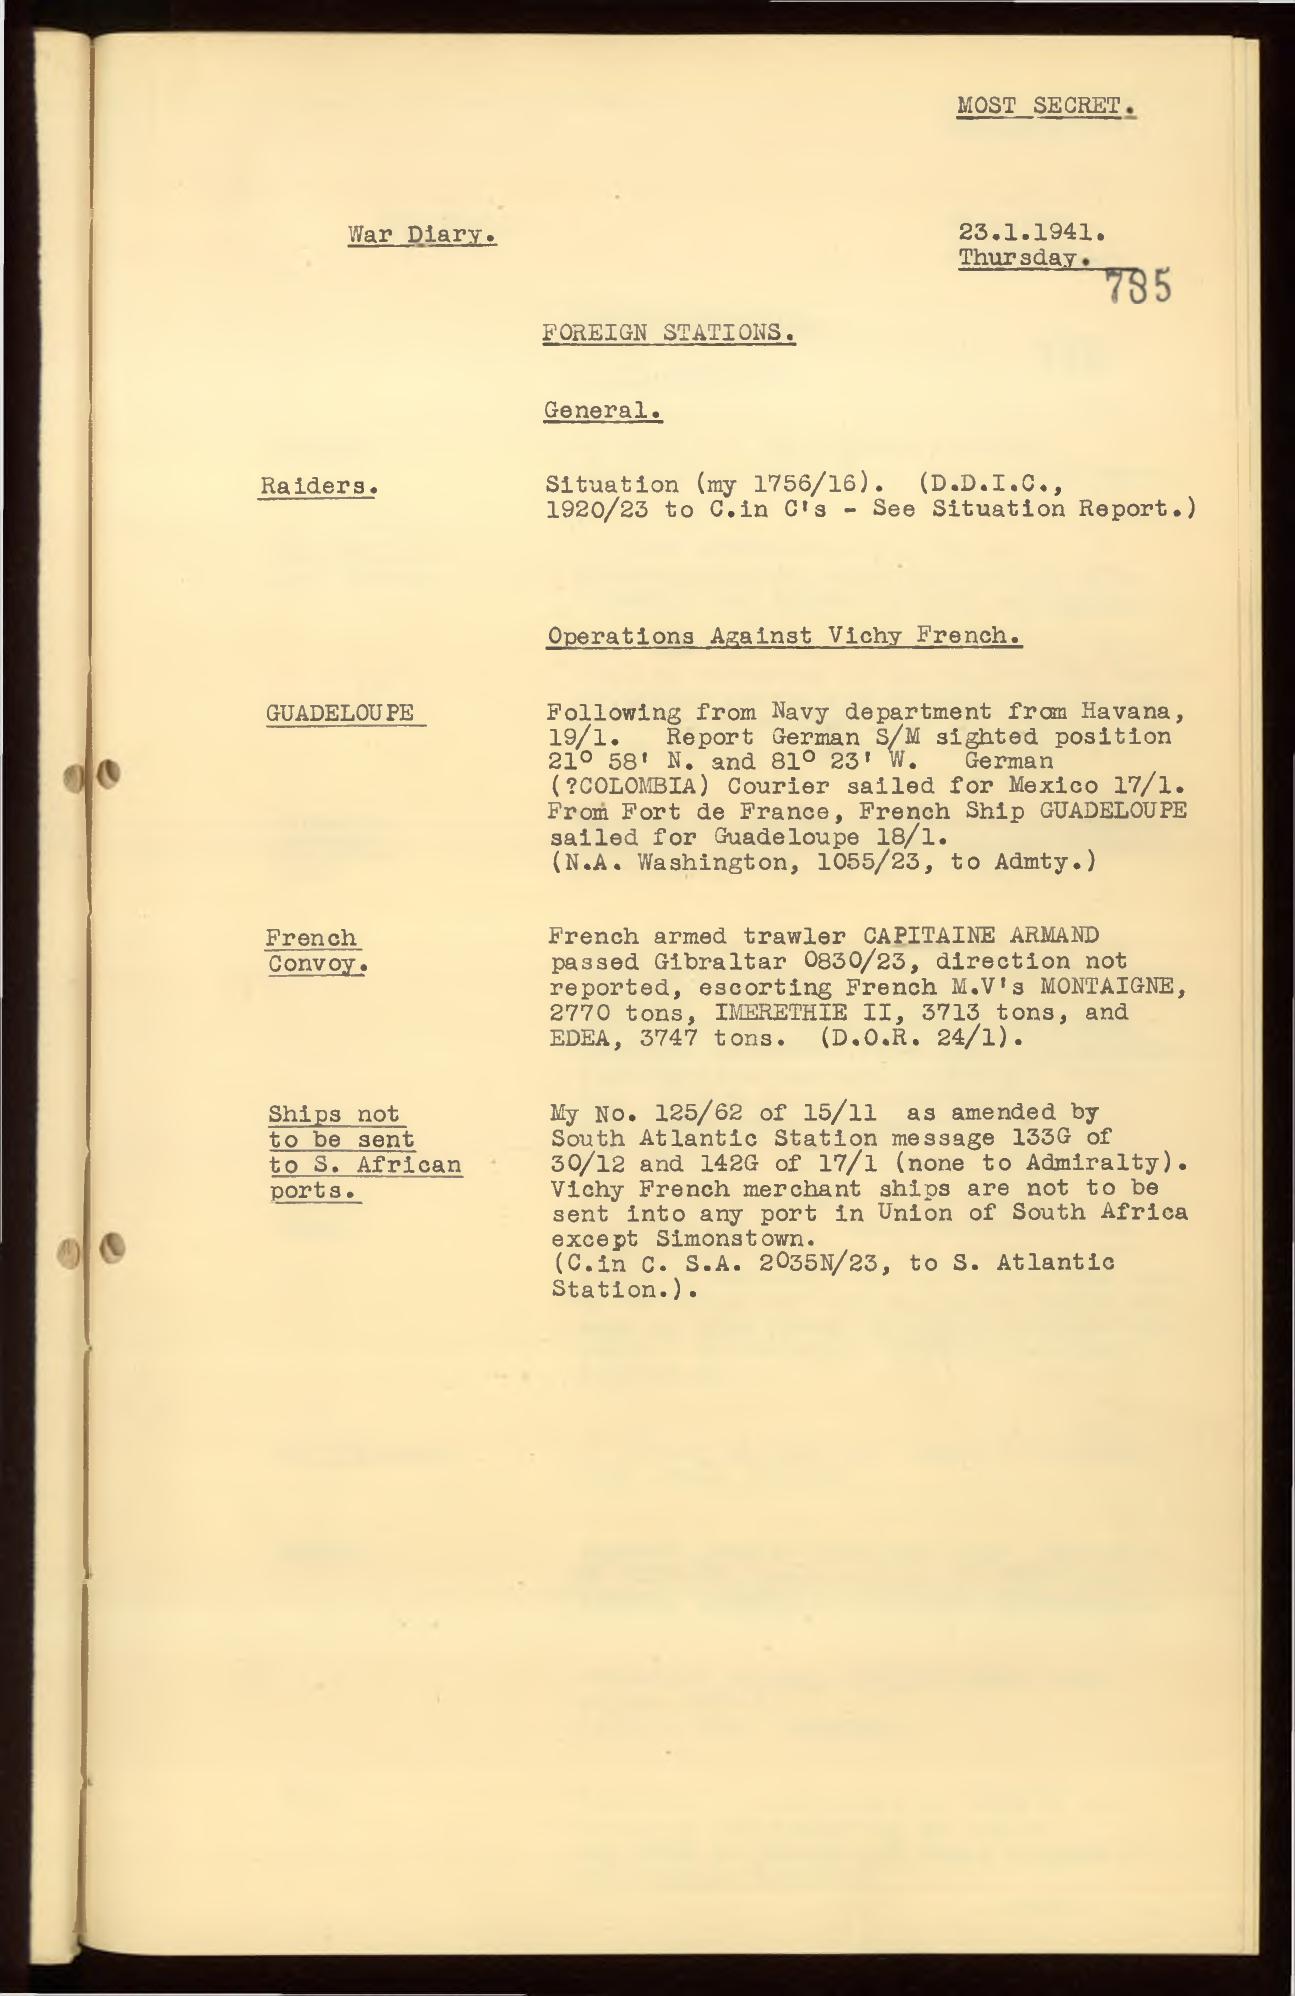 MOST SECRET.
War Diary.
23.1.1941.
Thursday.
785
FOREIGN STATIONS.
General.
Raiders.
Situation (my 1756/16). (D.D.I.C.,
1920/23 to C.in C's - See Situation Report.)
Operations Against Vichy French.
GUADELOUPE
Following from Navy department from Havana,
19/1. Report German S/M sighted position
21° 58' N. and 81° 23' W. German
(?COLOMBIA) Courier sailed for Mexico 17/1.
From Fort de France, French Ship GUADELOUPE
sailed for Guadeloupe 18/1.
(N.A. Washington, 1055/23, to Admty.)
French
Convoy.
French armed trawler CAPITAINE ARMAND
passed Gibraltar 0830/23, direction not
reported, escorting French M.V's MONTAIGNE,
2770 tons, IMERETHIE II, 3713 tons, and
EDEA, 3747 tons. (D.O.R. 24/1).
Ships not
to be sent
to S. African
ports.
My No. 125/62 of 15/11 as amended by
South Atlantic Station message 133G of
30/12 and 142G of 17/1 (none to Admiralty).
Vichy French merchant ships are not to be
sent into any port in Union of South Africa
except Simonstown.
(C.in C. S.A. 2035N/23, to S. Atlantic
Station.).